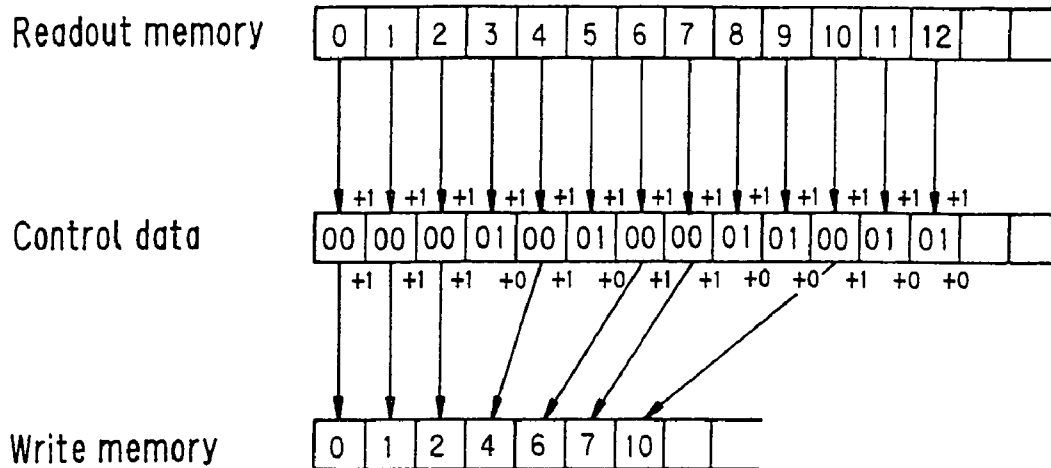 Readout memory 0 1 2 3 4 5 6 7 8 9 10 11 12
+1 +1 +1 +1 +1 +1 +1 +1 +1 +1 +1 +1 +1
Control data 00 00 00 01 00 01 00 00 01 01 00 01 01
+1 +1 +1 +0 +1 +0 +1 +1 +0 +0 +1 +0 +0
Write memory 0 1 2 4 6 7 10